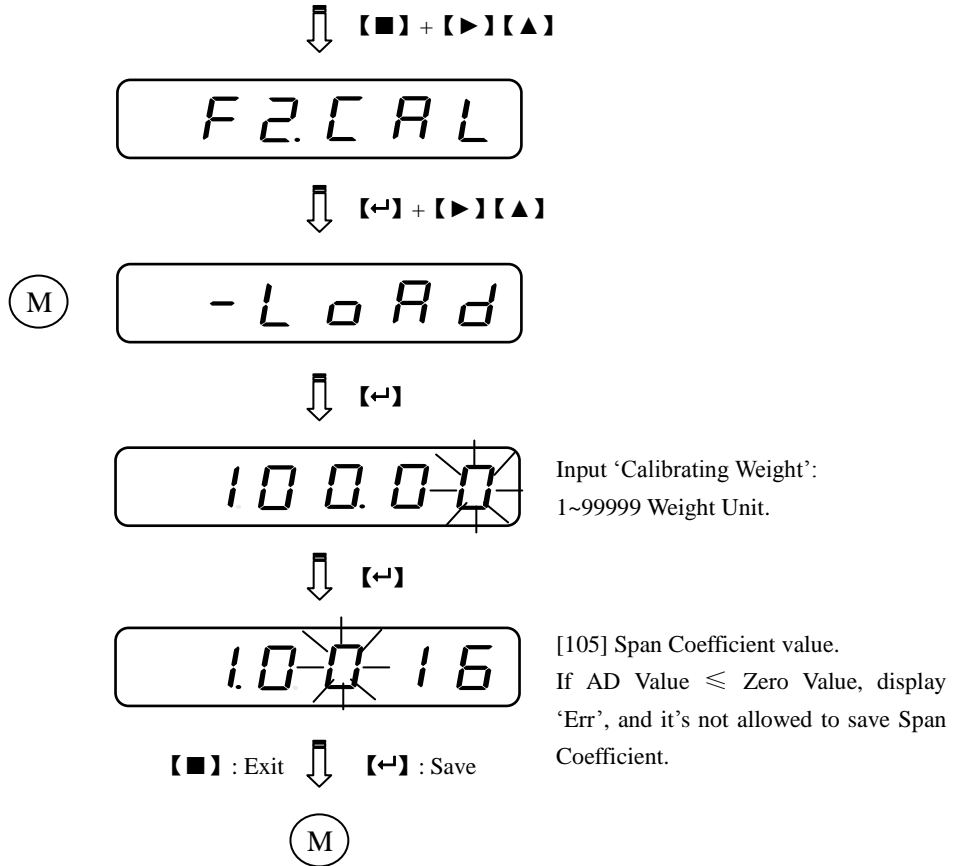 【■】+【►】【▲】
F2.CAL
【↵】+【►】【▲】
M
-LoAd
【↵】
100.00
Input ‘Calibrating Weight’:
1~99999 Weight Unit.
【↵】
1.0016
[105] Span Coefficient value.
If AD Value ≤ Zero Value, display
‘Err’, and it’s not allowed to save Span
Coefficient.
【■】: Exit 【↵】: Save
M